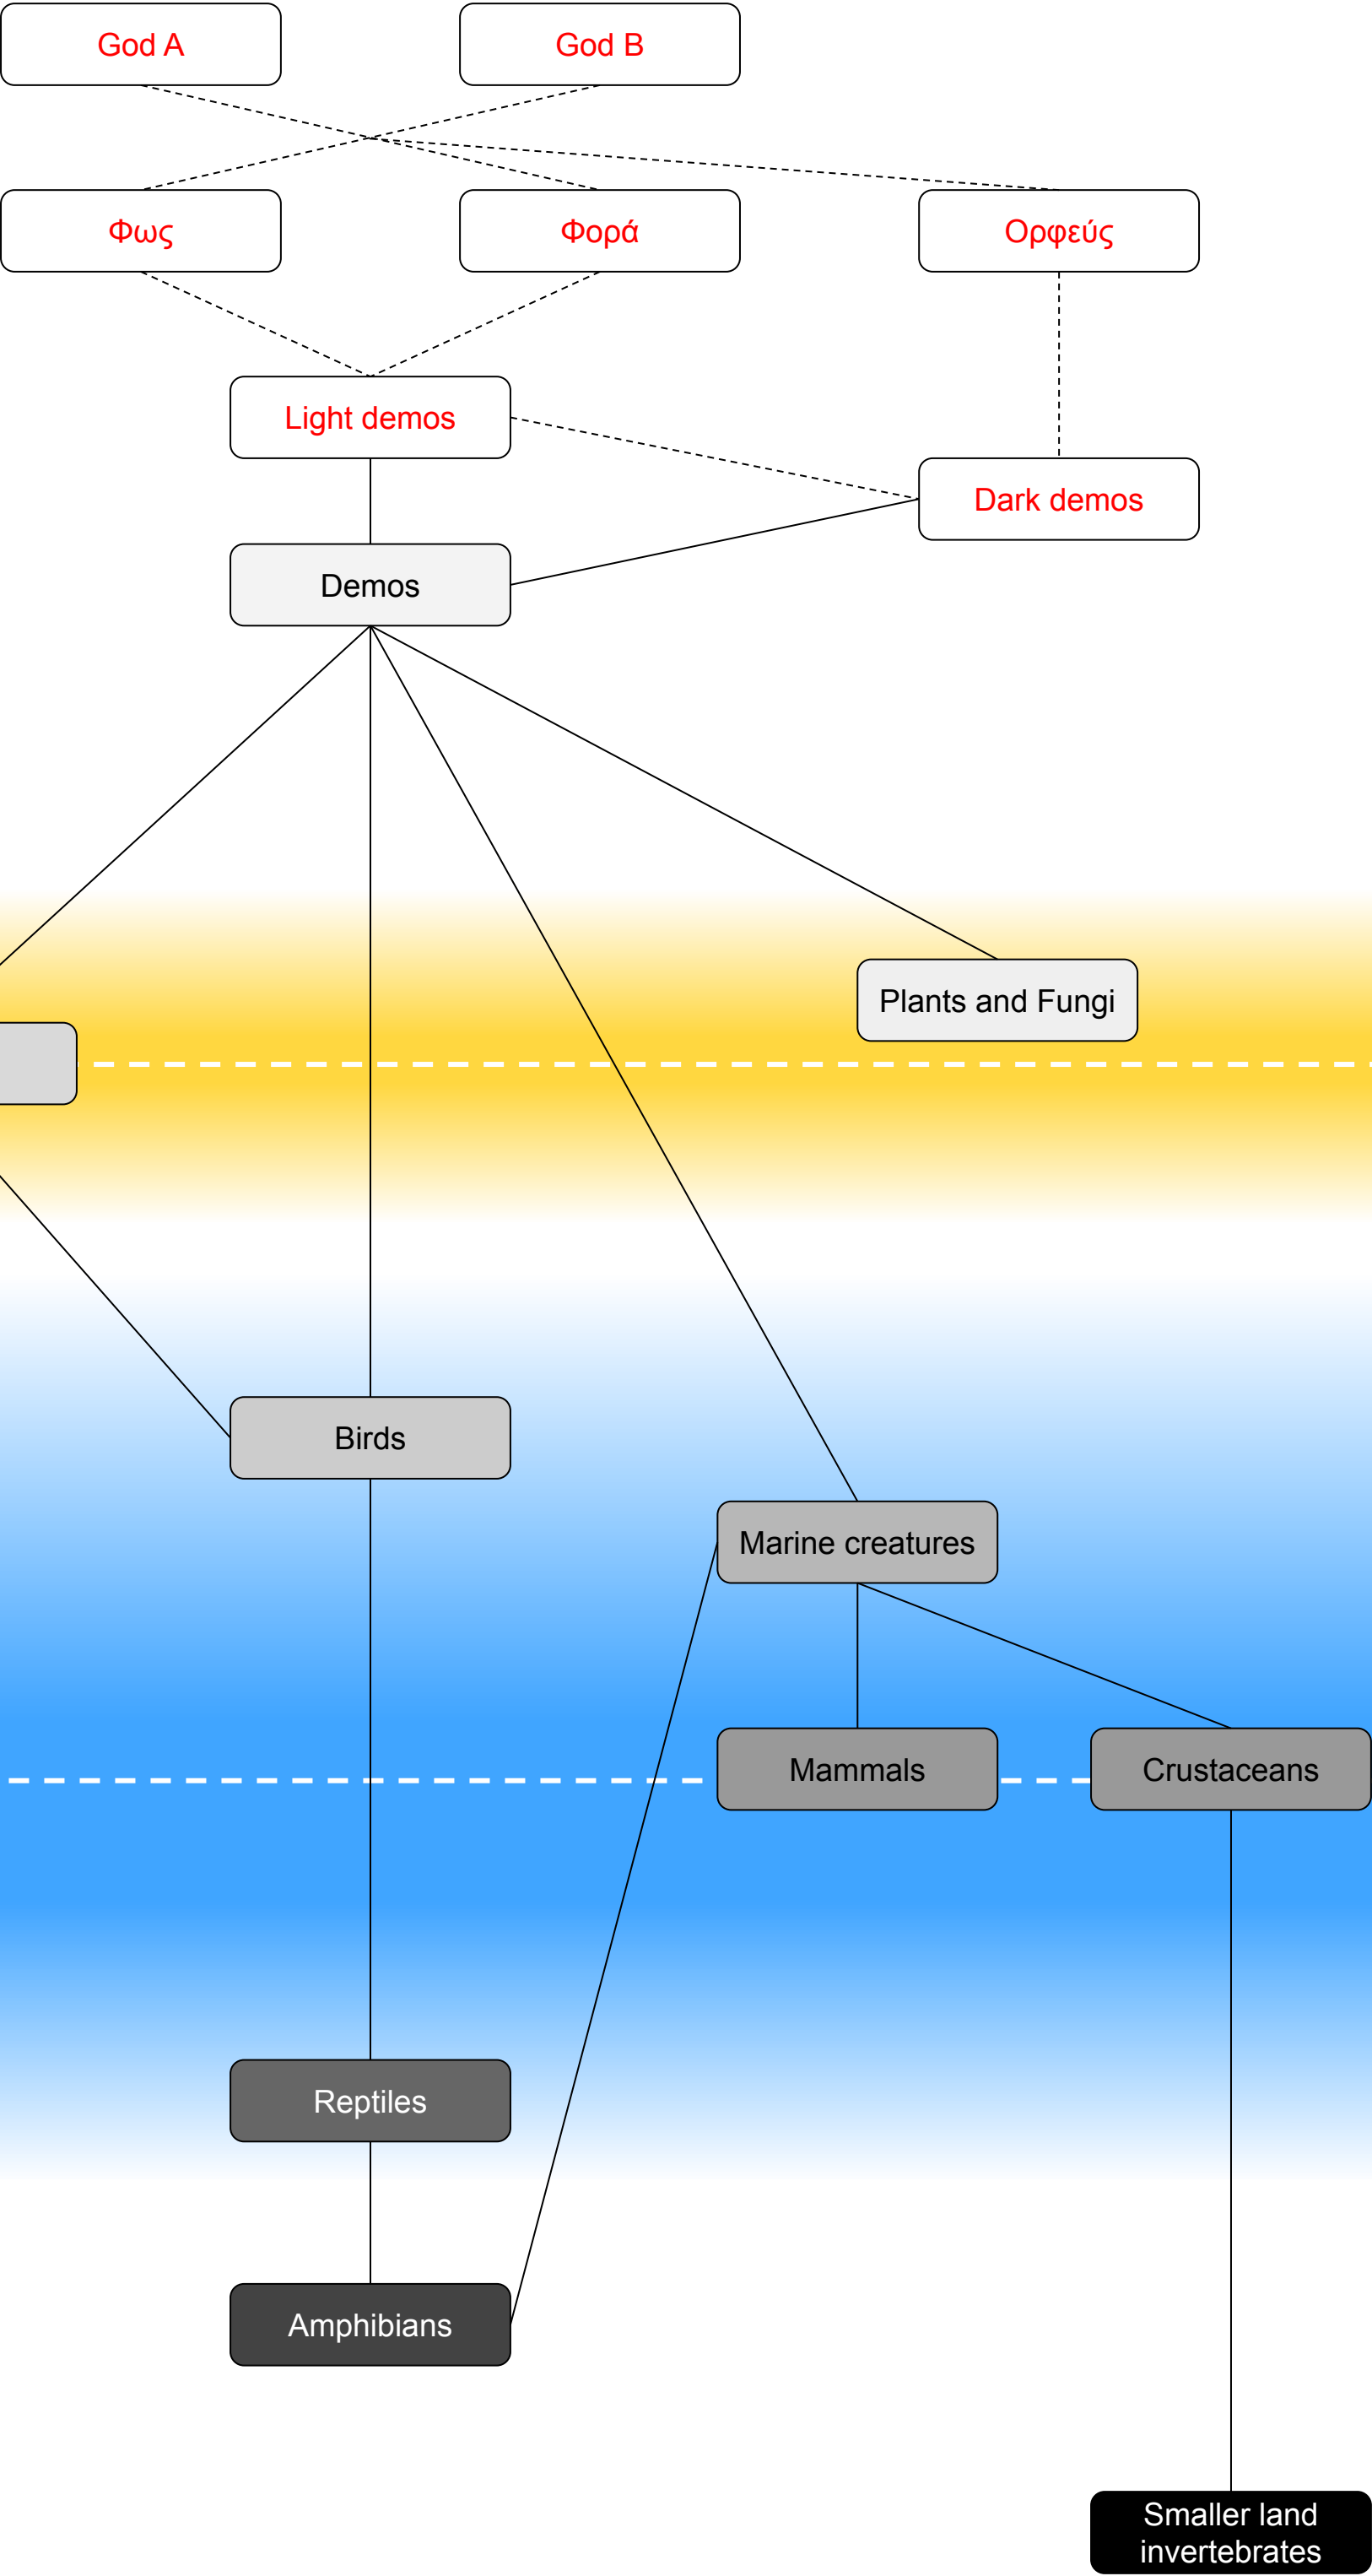 God A
God B
Φως
Φορά
Ορφεύς
Light demos
Dark demos
Demos
Plants and Fungi
Birds
Marine creatures
Mammals
Crustaceans
Reptiles
Amphibians
Smaller land
invertebrates